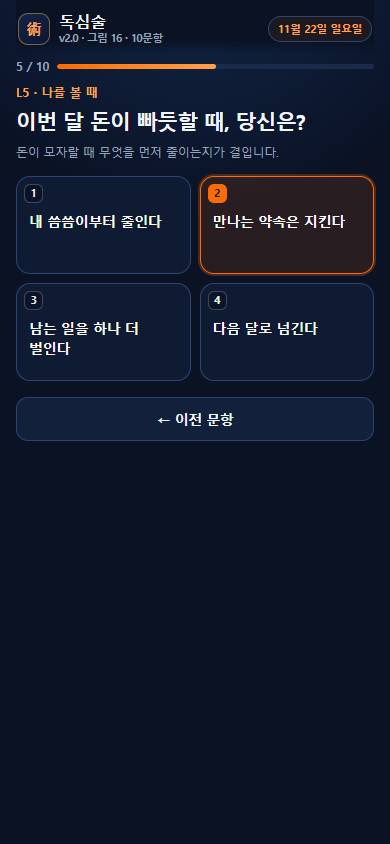 術
독심술
v2.0 · 그림 16 · 10문항
11월 22일 일요일
5 / 10
L5 · 나를 볼 때
이번 달 돈이 빠듯할 때, 당신은?
돈이 모자랄 때 무엇을 먼저 줄이는지가 결입니다.
1
내 씀씀이부터 줄인다
2
만나는 약속은 지킨다
3
남는 일을 하나 더
벌인다
4
다음 달로 넘긴다
← 이전 문항